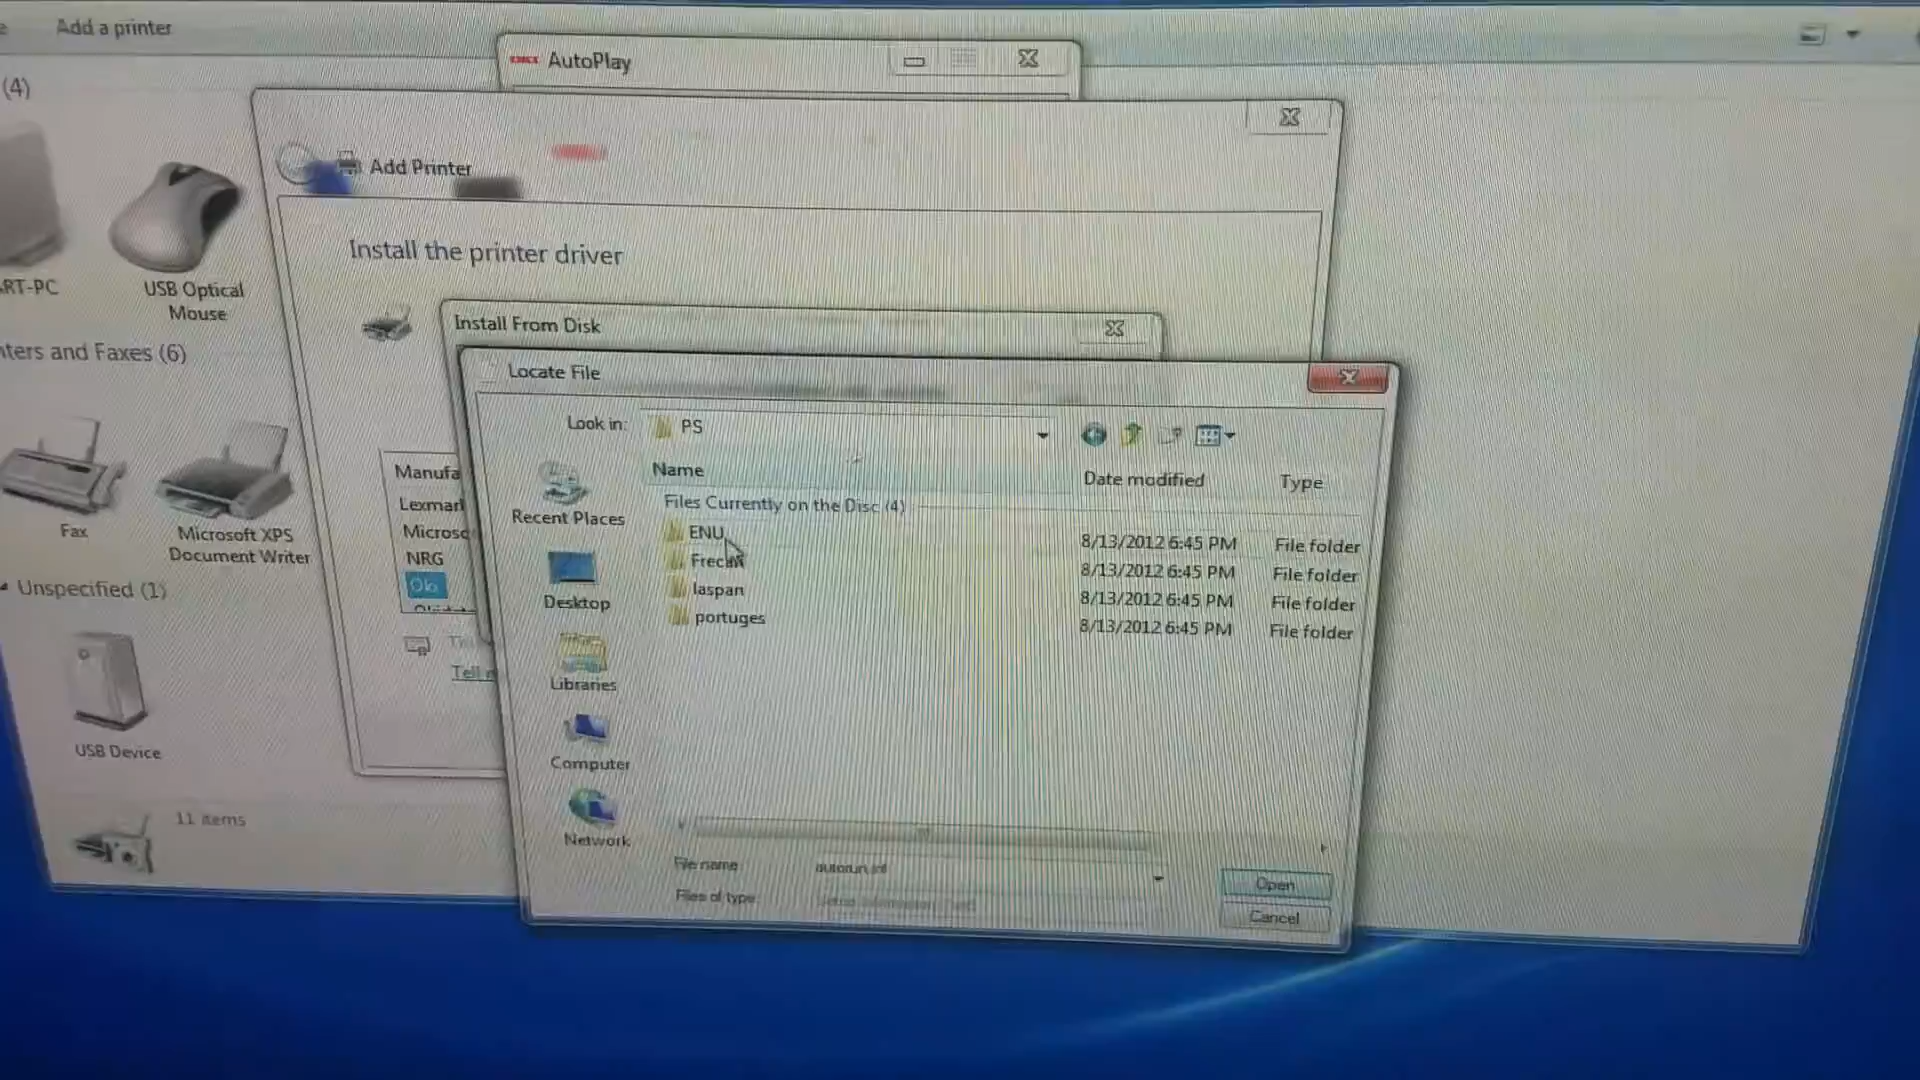 Add a printer
(4)
AutoPlay
Add Printer
Install the printer driver
RT-PC
USB Optical
Mouse
Install From Disk
nters and Faxes (6)
Locate File
Look in:
PS
Name
Date modified
Type
Manufa
Files Currently on the Disc (4)
Lexmark
Recent Places
ENU
8/13/2012 6:45 PM
File folder
Fax
Microsoft XPS
Document Writer
Microso
Frecan
8/13/2012 6:45 PM
File folder
NRG
laspan
8/13/2012 6:45 PM
File folder
Unspecified (1)
Oki
Desktop
portuges
8/13/2012 6:45 PM
File folder
Tell
Libraries
USB Device
Computer
11 items
Network
File name:
autorun.inf
Open
Files of type:
Cancel